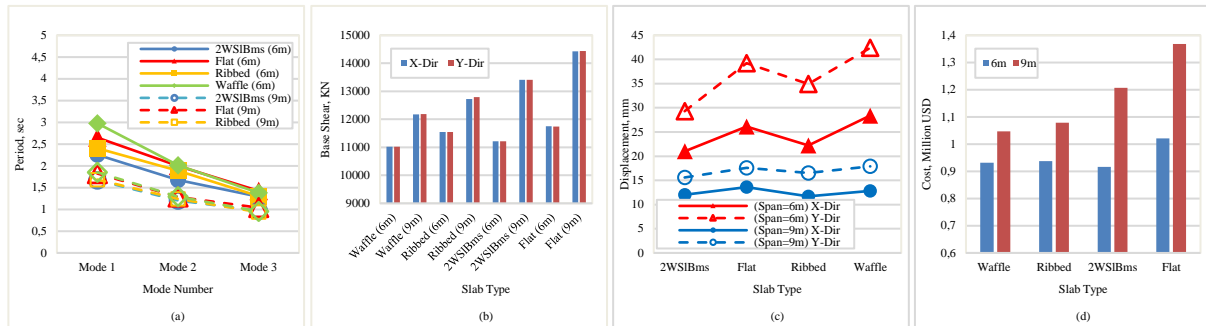 5
4,5
4
3,5
3
2,5
2
1,5
1
0,5
0
Period, sec
2WSlBms (6m)
Flat (6m)
Ribbed (6m)
Waffle (6m)
2WSlBms (9m)
Flat (9m)
Ribbed (9m)
Mode 1
Mode 2
Mode 3
Mode Number
(a)
15000
14000
13000
12000
11000
10000
9000
Base Shear, KN
X-Dir
Y-Dir
Waffle (6m)
Waffle (9m)
Ribbed (6m)
Ribbed (9m)
2WSlBms (6m)
2WSlBms (9m)
Flat (6m)
Flat (9m)
Slab Type
(b)
45
40
35
30
25
20
15
10
5
0
Displacement, mm
(Span=6m) X-Dir
(Span=6m) Y-Dir
(Span=9m) X-Dir
(Span=9m) Y-Dir
2WSlBms
Flat
Ribbed
Waffle
Slab Type
(c)
1,4
1,3
1,2
1,1
1
0,9
0,8
0,7
0,6
Cost, Million USD
6m
9m
Waffle
Ribbed
2WSlBms
Flat
Slab Type
(d)